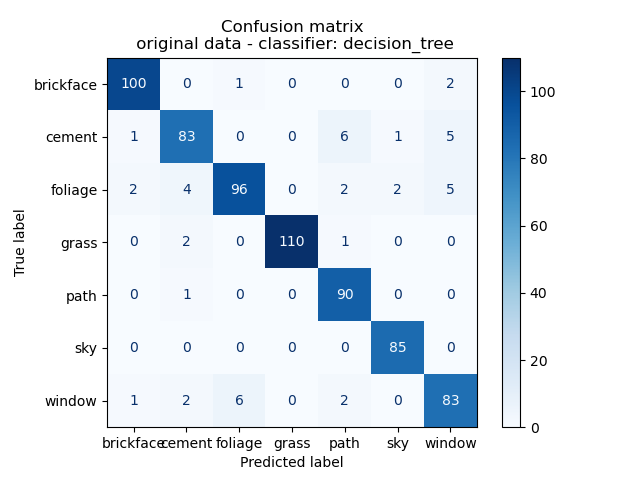 Confusion matrix
original data - classifier: decision_tree
True label
brickface 100 0 1 0 0 0 2
cement 1 83 0 0 6 1 5
foliage 2 4 96 0 2 2 5
grass 0 2 0 110 1 0 0
path 0 1 0 0 90 0 0
sky 0 0 0 0 0 85 0
window 1 2 6 0 2 0 83
brickface cement foliage grass path sky window
Predicted label
100
80
60
40
20
0